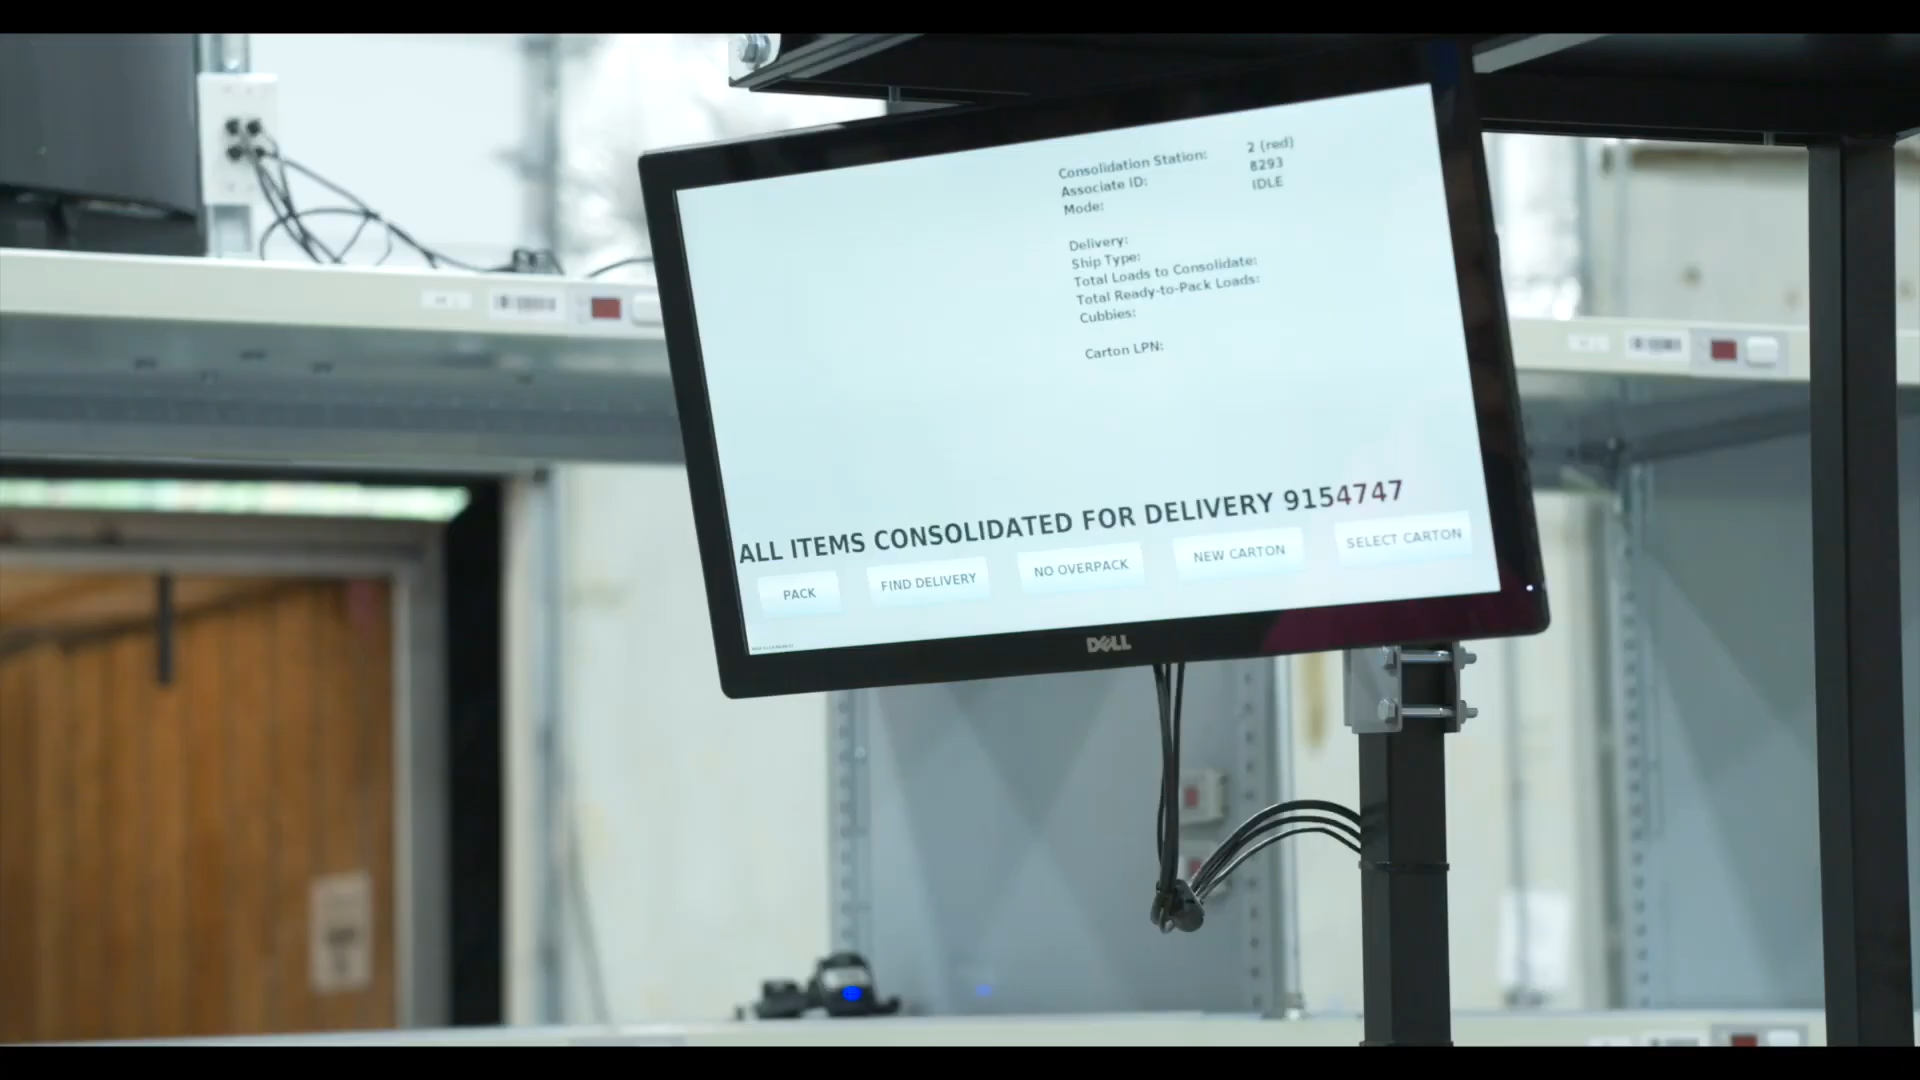 Consolidation Station: 2 (red)
Associate ID: 8293
Mode: IDLE
Delivery:
Ship Type:
Total Loads to Consolidate:
Total Ready-to-Pack Loads:
Cubbies:
Carton LPN:
ALL ITEMS CONSOLIDATED FOR DELIVERY 9154747
PACK
FIND DELIVERY
NO OVERPACK
NEW CARTON
SELECT CARTON
DELL